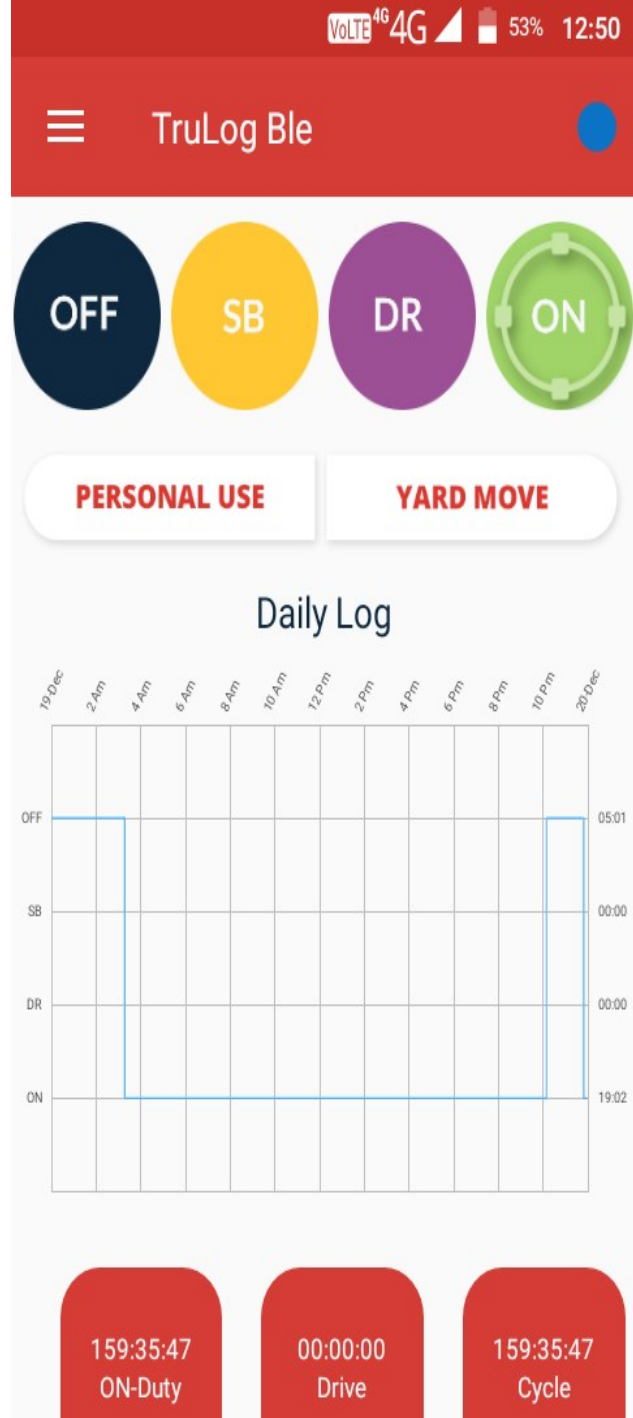 VoLTE 4G 4G 53% 12:50
TruLog Ble
OFF SB DR ON
PERSONAL USE YARD MOVE
Daily Log
19-Dec 2 Am 4 Am 6 Am 8 Am 10 Am 12 Pm 2 Pm 4 Pm 6 Pm 8 Pm 10 Pm 20-Dec
OFF 05:01
SB 00:00
DR 00:00
ON 19:02
159:35:47 00:00:00 159:35:47
ON-Duty Drive Cycle